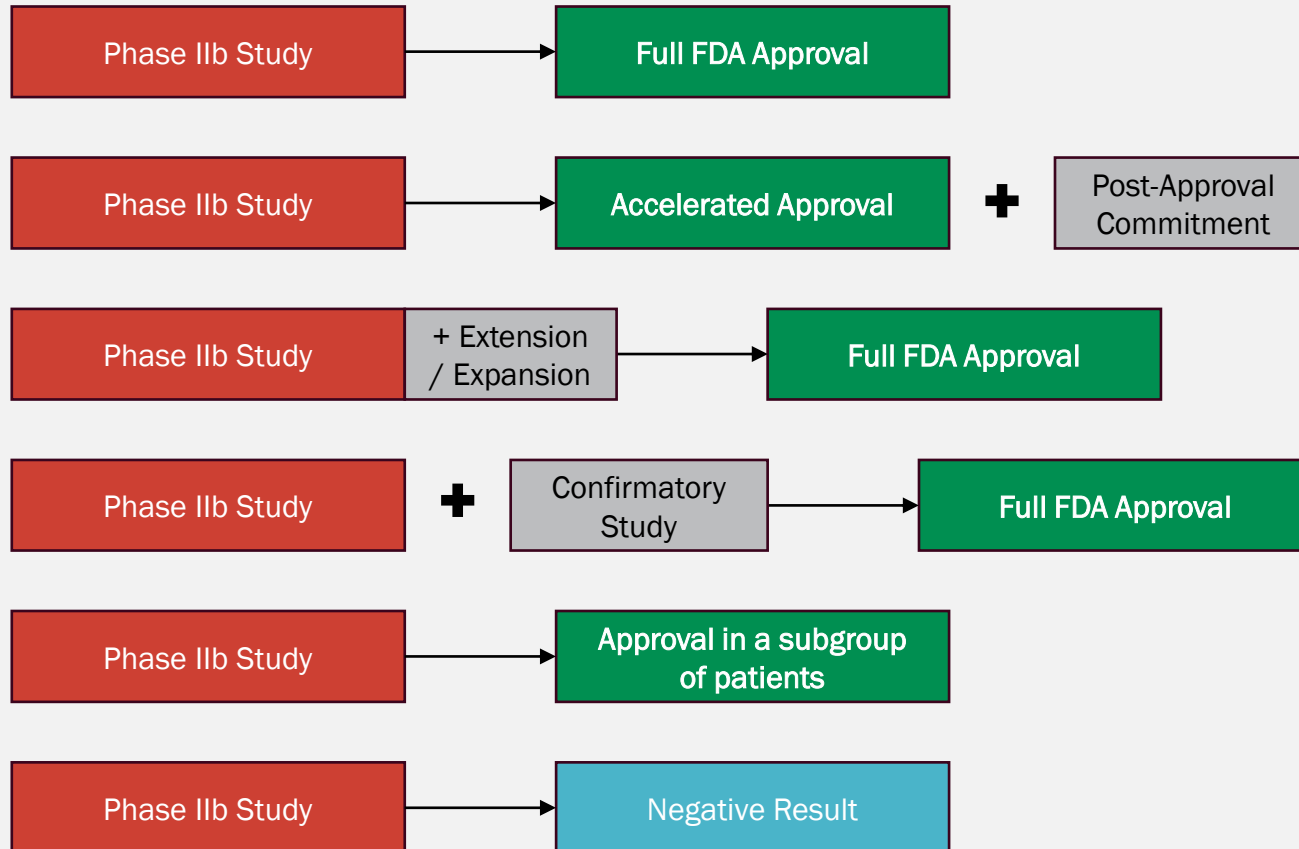 Phase IIb Study
Full FDA Approval
Phase IIb Study
Accelerated Approval
+
Post-Approval
Commitment
Phase IIb Study
+ Extension
/ Expansion
Full FDA Approval
Phase IIb Study
+
Confirmatory
Study
Full FDA Approval
Phase IIb Study
Approval in a subgroup
of patients
Phase IIb Study
Negative Result